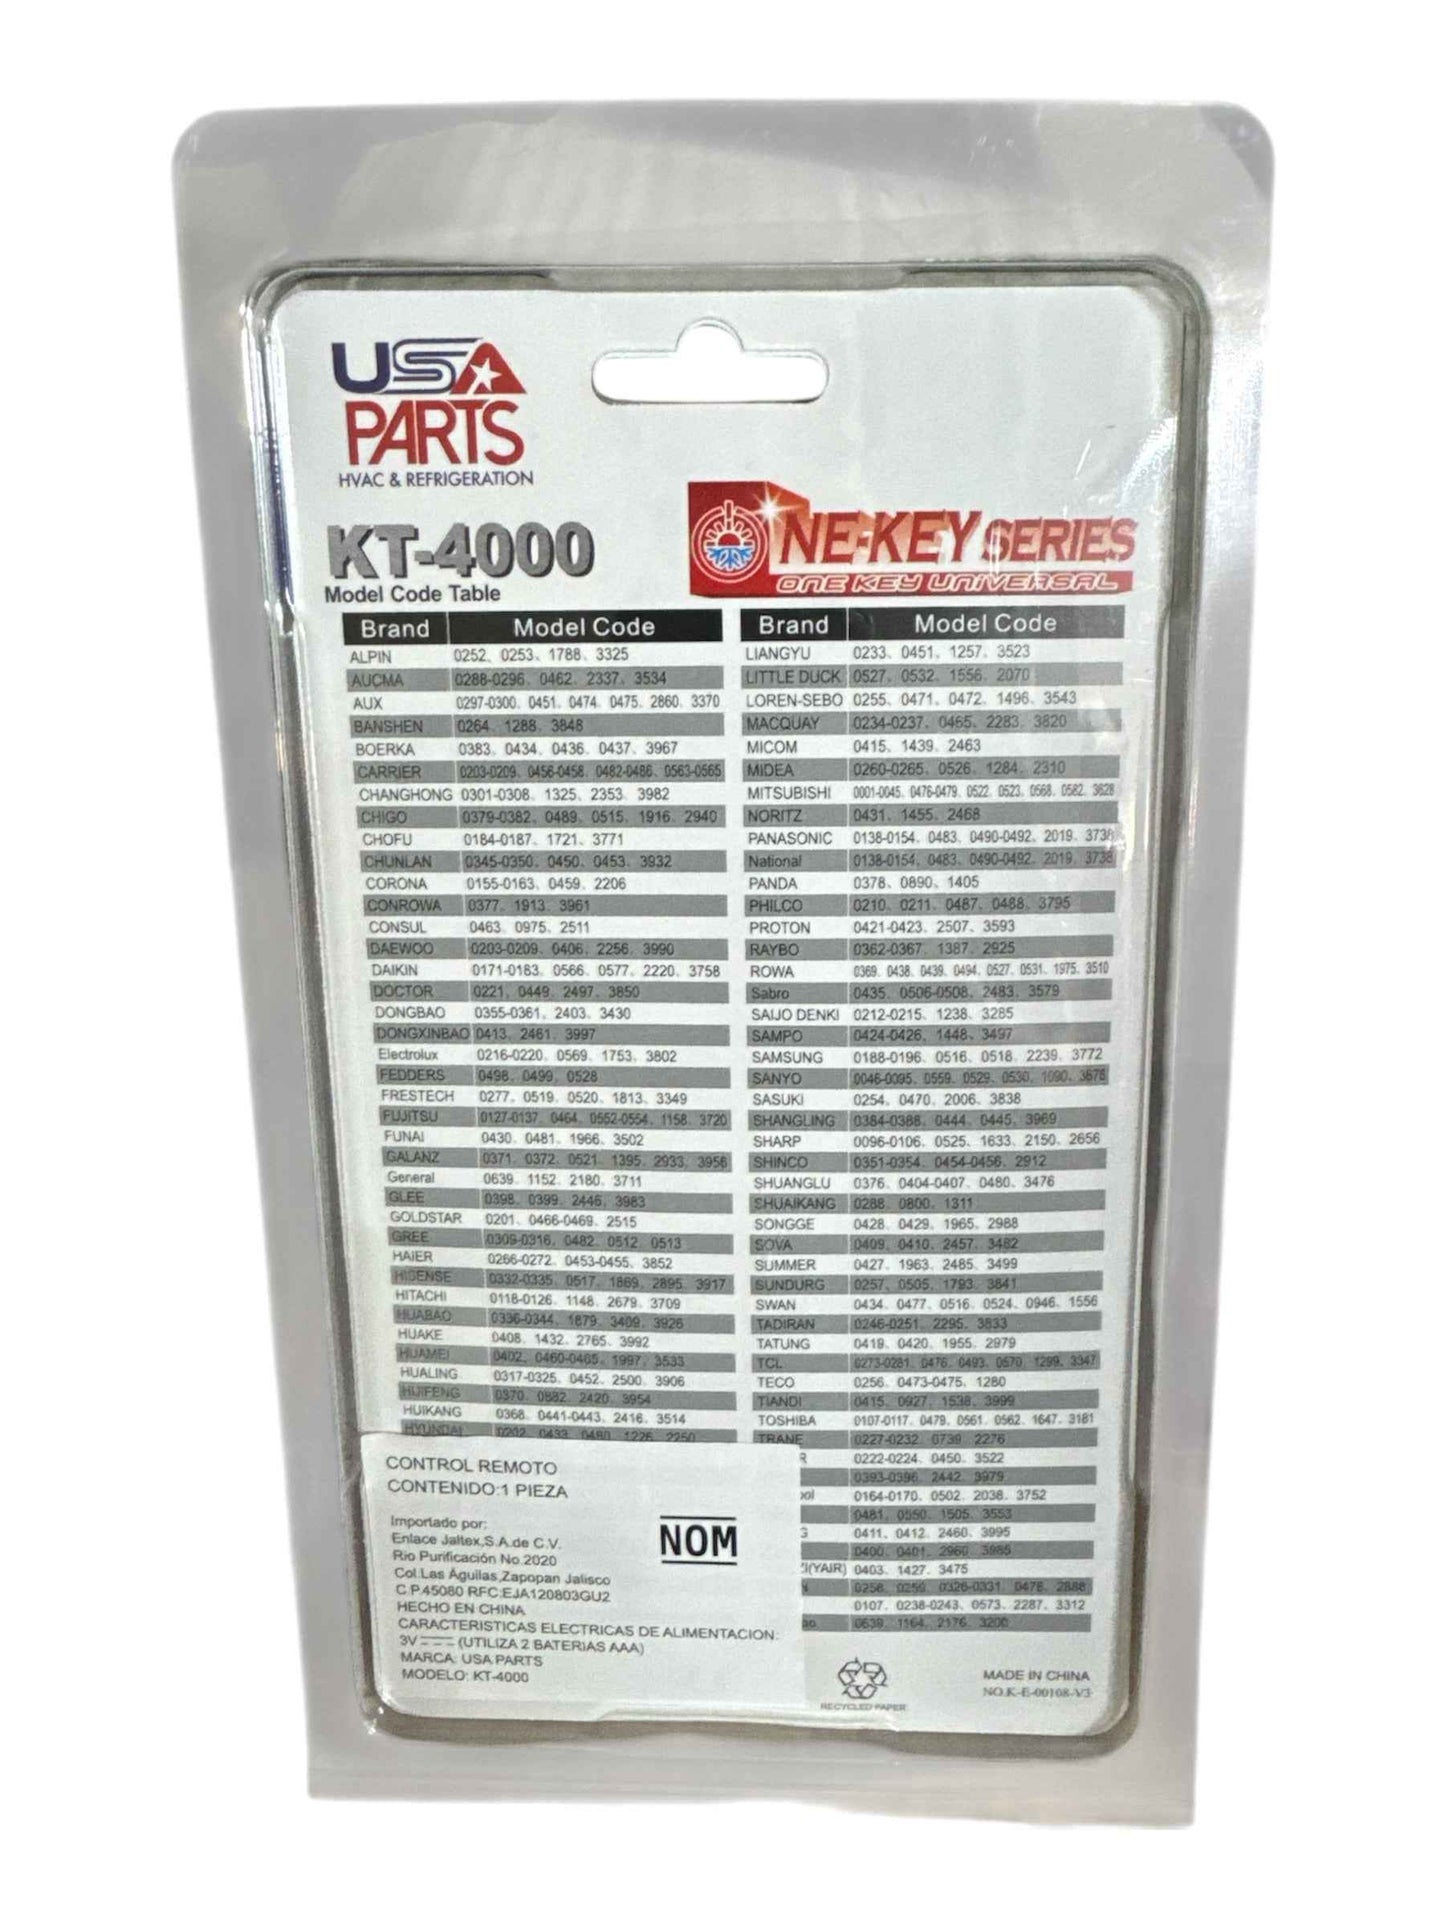 USA
PARTS
HVAC & REFRIGERATION
KT-4000
Model Code Table
ONE-KEY SERIES
ONE KEY UNIVERSAL
Brand Model Code
ALPIN 0252、0253、1788、3325
AUCMA 0288-0296、0462、2337、3534
AUX 0297-0300、0451、0474、0475、2860、3370
BANSHEN 0264、1288、3848
BOERKA 0383、0434、0436、0437、3967
CARRIER 0203-0209、0456-0458、0482-0486、0563-0565
CHANGHONG 0301-0308、1325、2353、3982
CHIGO 0379-0382、0489、0515、1916、2940
CHOFU 0184-0187、1721、3771
CHUNLAN 0345-0350、0450、0453、3932
CORONA 0155-0163、0459、2206
CONROWA 0377、1913、3961
CONSUL 0463、0975、2511
DAEWOO 0203-0209、0406、2256、3990
DAIKIN 0171-0183、0566、0577、2220、3758
DOCTOR 0221、0449、2497、3850
DONGBAO 0355-0361、2403、3430
DONGXINBAO 0413、2461、3997
Electrolux 0216-0220、0569、1753、3802
FEDDERS 0498、0499、0528
FRESTECH 0277、0519、0520、1813、3349
FUJITSU 0127-0137、0464、0552-0554、1158、3720
FUNAI 0430、0481、1966、3502
GALANZ 0371、0372、0521、1395、2933、3956
General 0639、1152、2180、3711
GLEE 0398、0399、2446、3983
GOLDSTAR 0201、0466-0469、2515
GREE 0309-0316、0482、0512、0513
HAIER 0266-0272、0453-0455、3852
HISENSE 0332-0335、0517、1869、2895、3917
HITACHI 0118-0126、1148、2679、3709
HUABAO 0336-0344、1879、3409、3926
HUAKE 0408、1432、2765、3992
HUAMEI 0402、0460-0465、1997、3533
HUALING 0317-0325、0452、2500、3906
HUIFENG 0370、0882、2420、3954
HUIKANG 0368、0441-0443、2416、3514
HYUNDAI 0202、0433、0480、1226、2250
Brand Model Code
LIANGYU 0233、0451、1257、3523
LITTLE DUCK 0527、0532、1556、2070
LOREN-SEBO 0255、0471、0472、1496、3543
MACQUAY 0234-0237、0465、2283、3820
MICOM 0415、1439、2463
MIDEA 0260-0265、0526、1284、2310
MITSUBISHI 0001-0045、0476-0479、0522、0523、0568、0582、3628
NORITZ 0431、1455、2468
PANASONIC 0138-0154、0483、0490-0492、2019、3738
National 0138-0154、0483、0490-0492、2019、3738
PANDA 0378、0890、1405
PHILCO 0210、0211、0487、0488、3795
PROTON 0421-0423、2507、3593
RAYBO 0362-0367、1387、2925
ROWA 0369、0438、0439、0494、0527、0531、1975、3510
Sabro 0435、0506-0508、2483、3579
SAIJO DENKI 0212-0215、1238、3285
SAMPO 0424-0426、1448、3497
SAMSUNG 0188-0196、0516、0518、2239、3772
SANYO 0046-0095、0559、0529、0530、1090、3678
SASUKI 0254、0470、2006、3838
SHANGLING 0384-0388、0444、0445、3969
SHARP 0096-0106、0525、1633、2150、2656
SHINCO 0351-0354、0454-0456、2912
SHUANGLU 0376、0404-0407、0480、3476
SHUAIKANG 0288、0800、1311
SONGGE 0428、0429、1965、2988
SOVA 0409、0410、2457、3482
SUMMER 0427、1963、2485、3499
SUNDURG 0257、0505、1793、3841
SWAN 0434、0477、0516、0524、0946、1556
TADIRAN 0246-0251、2295、3833
TATUNG 0419、0420、1955、2979
TCL 0273-0281、0476、0493、0570、1299、3347
TECO 0256、0473-0475、1280
TIANDI 0415、0927、1538、3999
TOSHIBA 0107-0117、0479、0561、0562、1647、3181
TRANE 0227-0232、0739、2276
R 0222-0224、0450、3522
0393-0396、2442、3979
ool 0164-0170、0502、2038、3752
0481、0550、1505、3553
G 0411、0412、2460、3995
0400、0401、2960、3985
ZI(YAIR) 0403、1427、3475
0258、0259、0326-0331、0478、2888
0107、0238-0243、0573、2287、3312
ao 0639、1164、2176、3200
CONTROL REMOTO
CONTENIDO:1 PIEZA
Importado por:
Enlace Jaltex,S.A.de C.V.
Rio Purificación No.2020
Col.Las Águilas,Zapopan Jalisco
C.P.45080 RFC:EJA120803GU2
HECHO EN CHINA
CARACTERISTICAS ELECTRICAS DE ALIMENTACION:
3V (UTILIZA 2 BATERIAS AAA)
MARCA: USA PARTS
MODELO: KT-4000
NOM
RECYCLED PAPER
MADE IN CHINA
NO.K-E-00108-V3